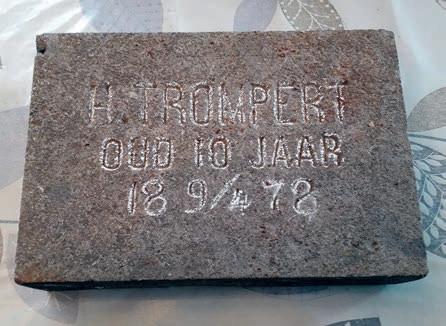 H. TROMPERT
OUD 10 JAAR
18 9/4 78